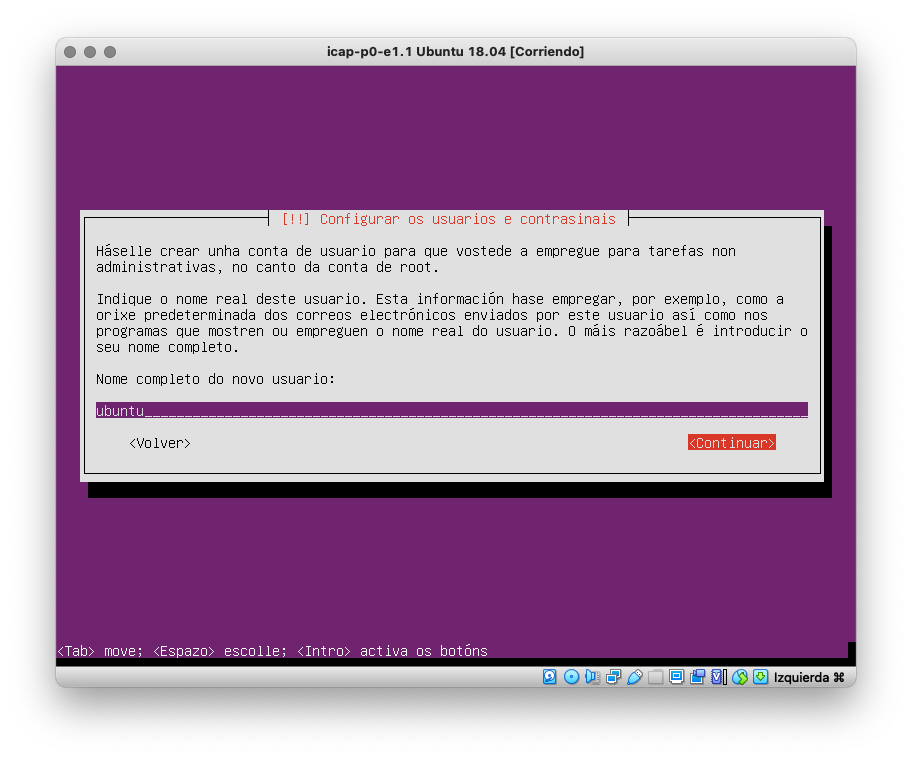 icap-p0-e1.1 Ubuntu 18.04 [Corriendo]
[!!] Configurar os usuarios e contrasinais
Háselle crear unha conta de usuario para que vostede a empregue para tarefas non
administrativas, no canto da conta de root.
Indique o nome real deste usuario. Esta información hase empregar, por exemplo, como a
orixe predeterminada dos correos electrónicos enviados por este usuario así como nos
programas que mostren ou empreguen o nome real do usuario. O máis razoábel é introducir o
seu nome completo.
Nome completo do novo usuario:
ubuntu
<Volver> <Continuar>
<Tab> move; <Espazo> escolle; <Intro> activa os botóns
Izquierda ⌘